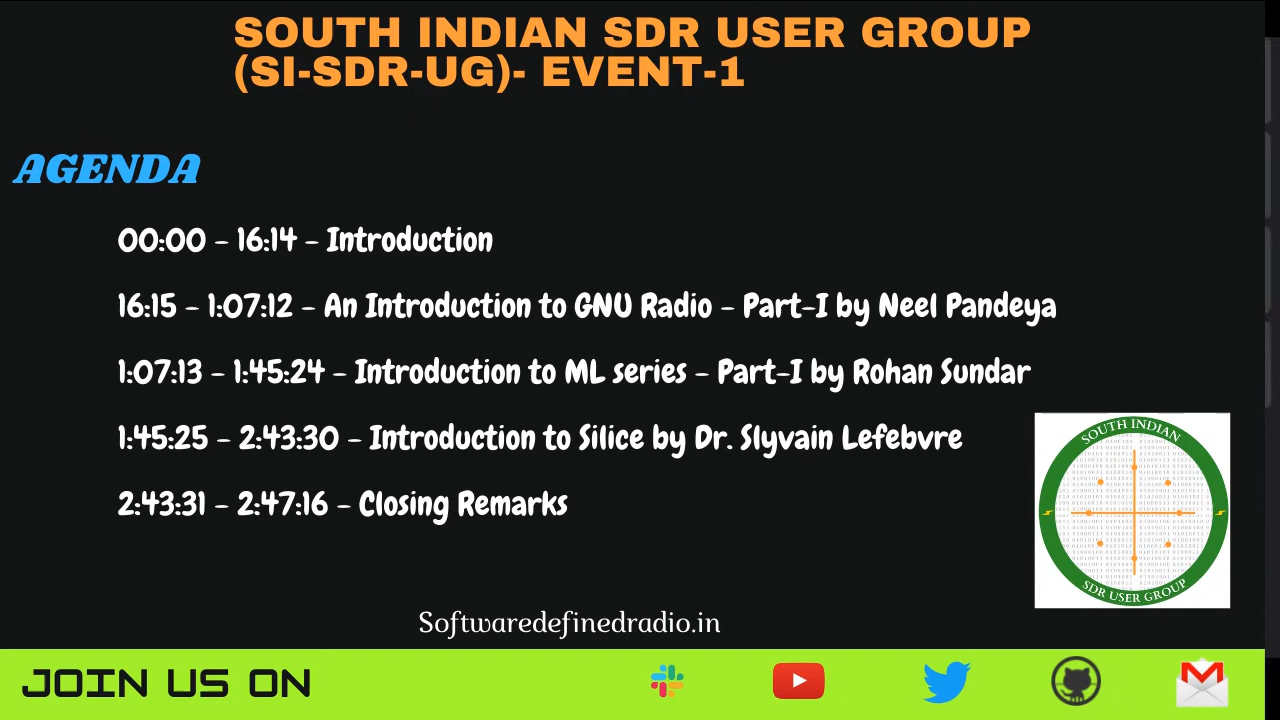 SOUTH INDIAN SDR USER GROUP
(SI-SDR-UG)- EVENT-1
AGENDA
00:00 - 16:14 - Introduction
16:15 - 1:07:12 - An Introduction to GNU Radio - Part-I by Neel Pandeya
1:07:13 - 1:45:24 - Introduction to ML series - Part-I by Rohan Sundar
1:45:25 - 2:43:30 - Introduction to Silice by Dr. Slyvain Lefebvre
2:43:31 - 2:47:16 - Closing Remarks
SOUTH INDIAN
SDR USER GROUP
Softwaredefinedradio.in
JOIN US ON